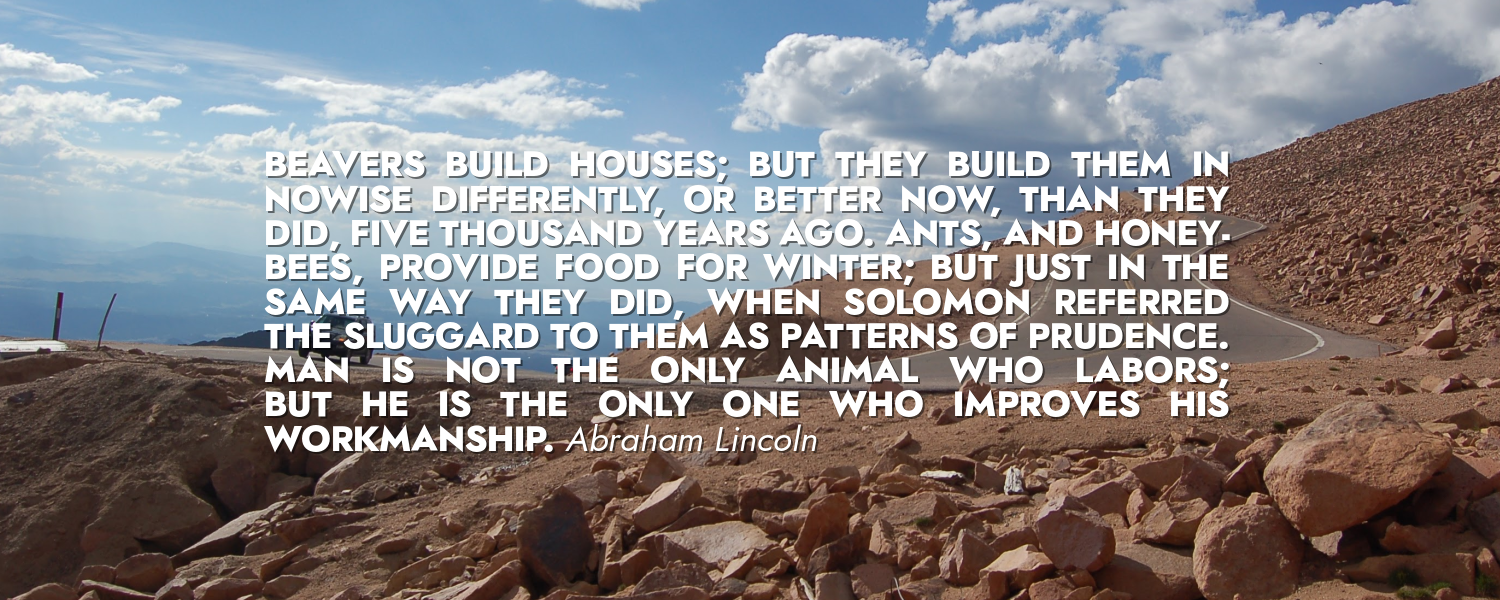 BEAVERS BUILD HOUSES; BUT THEY BUILD THEM IN
NOWISE DIFFERENTLY, OR BETTER NOW, THAN THEY
DID, FIVE THOUSAND YEARS AGO. ANTS, AND HONEY-
BEES, PROVIDE FOOD FOR WINTER; BUT JUST IN THE
SAME WAY THEY DID, WHEN SOLOMON REFERRED
THE SLUGGARD TO THEM AS PATTERNS OF PRUDENCE.
MAN IS NOT THE ONLY ANIMAL WHO LABORS;
BUT HE IS THE ONLY ONE WHO IMPROVES HIS
WORKMANSHIP. Abraham Lincoln